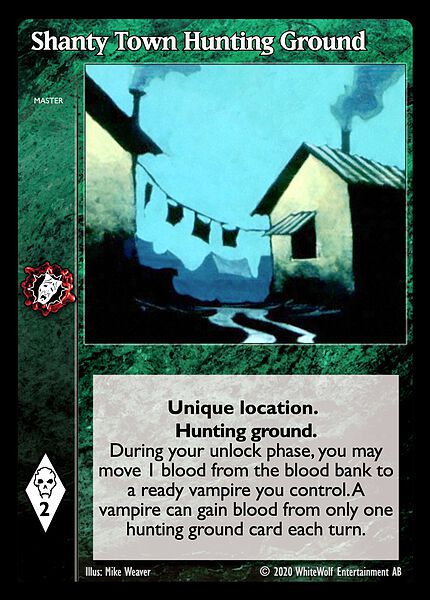 Shanty Town Hunting Ground
MASTER
Unique location.
Hunting ground.
During your unlock phase, you may
move 1 blood from the blood bank to
a ready vampire you control. A
vampire can gain blood from only one
hunting ground card each turn.
2
Illus: Mike Weaver
© 2020 WhiteWolf Entertainment AB